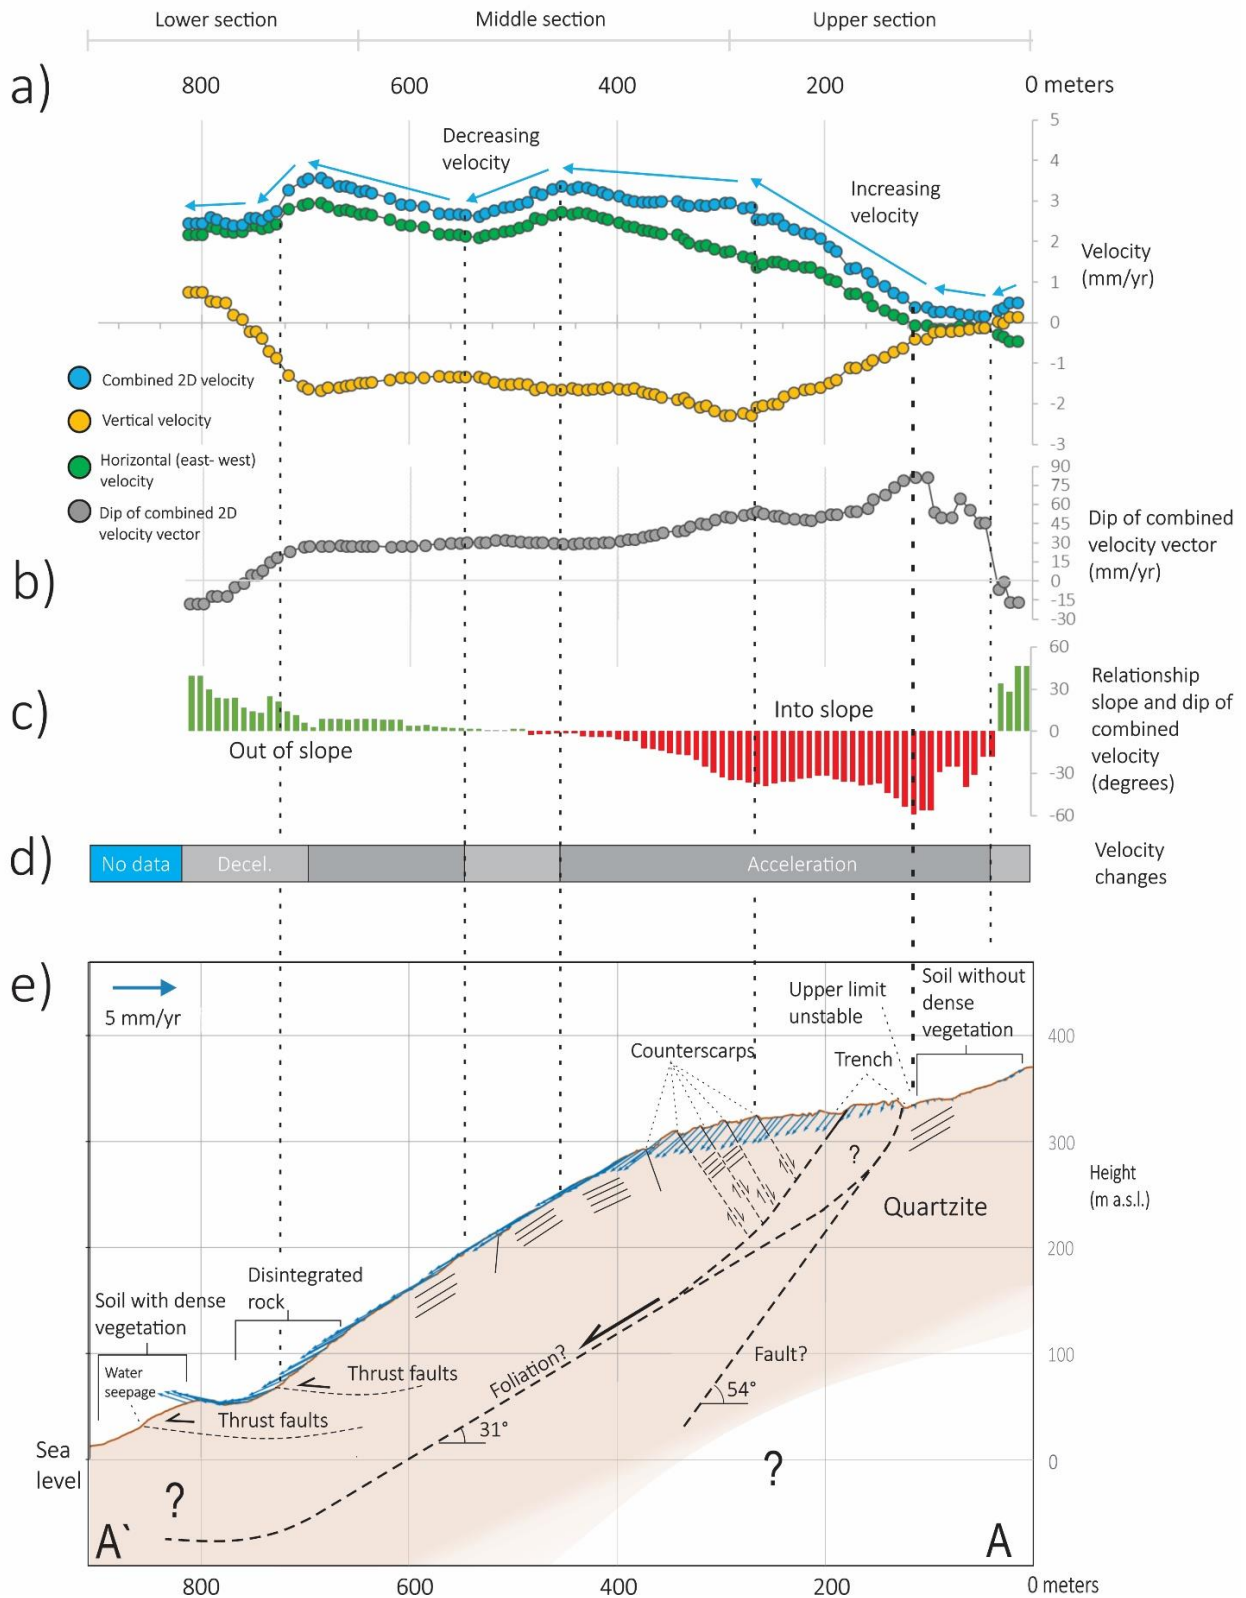 Lower section
Middle section
Upper section
a)
800
600
400
200
0 meters
Decreasing
velocity
Increasing
velocity
5
4
3
2
1
0
-1
-2
-3
Velocity
(mm/yr)
Combined 2D velocity
Vertical velocity
Horizontal (east- west)
velocity
Dip of combined 2D
velocity vector
b)
90
75
60
45
30
15
0
-15
-30
Dip of combined
velocity vector
(mm/yr)
c)
Out of slope
Into slope
60
30
0
-30
-60
Relationship
slope and dip of
combined
velocity
(degrees)
d)
No data
Decel.
Acceleration
Velocity
changes
e)
5 mm/yr
Counterscarps
Upper limit
unstable
Trench
Soil without
dense
vegetation
400
300
200
100
0
Height
(m a.s.l.)
?
Quartzite
Disintegrated
rock
Soil with dense
vegetation
Water
seepage
Thrust faults
Thrust faults
Foliation?
Fault?
54°
31°
Sea
level
?
?
A`
A
800
600
400
200
0 meters